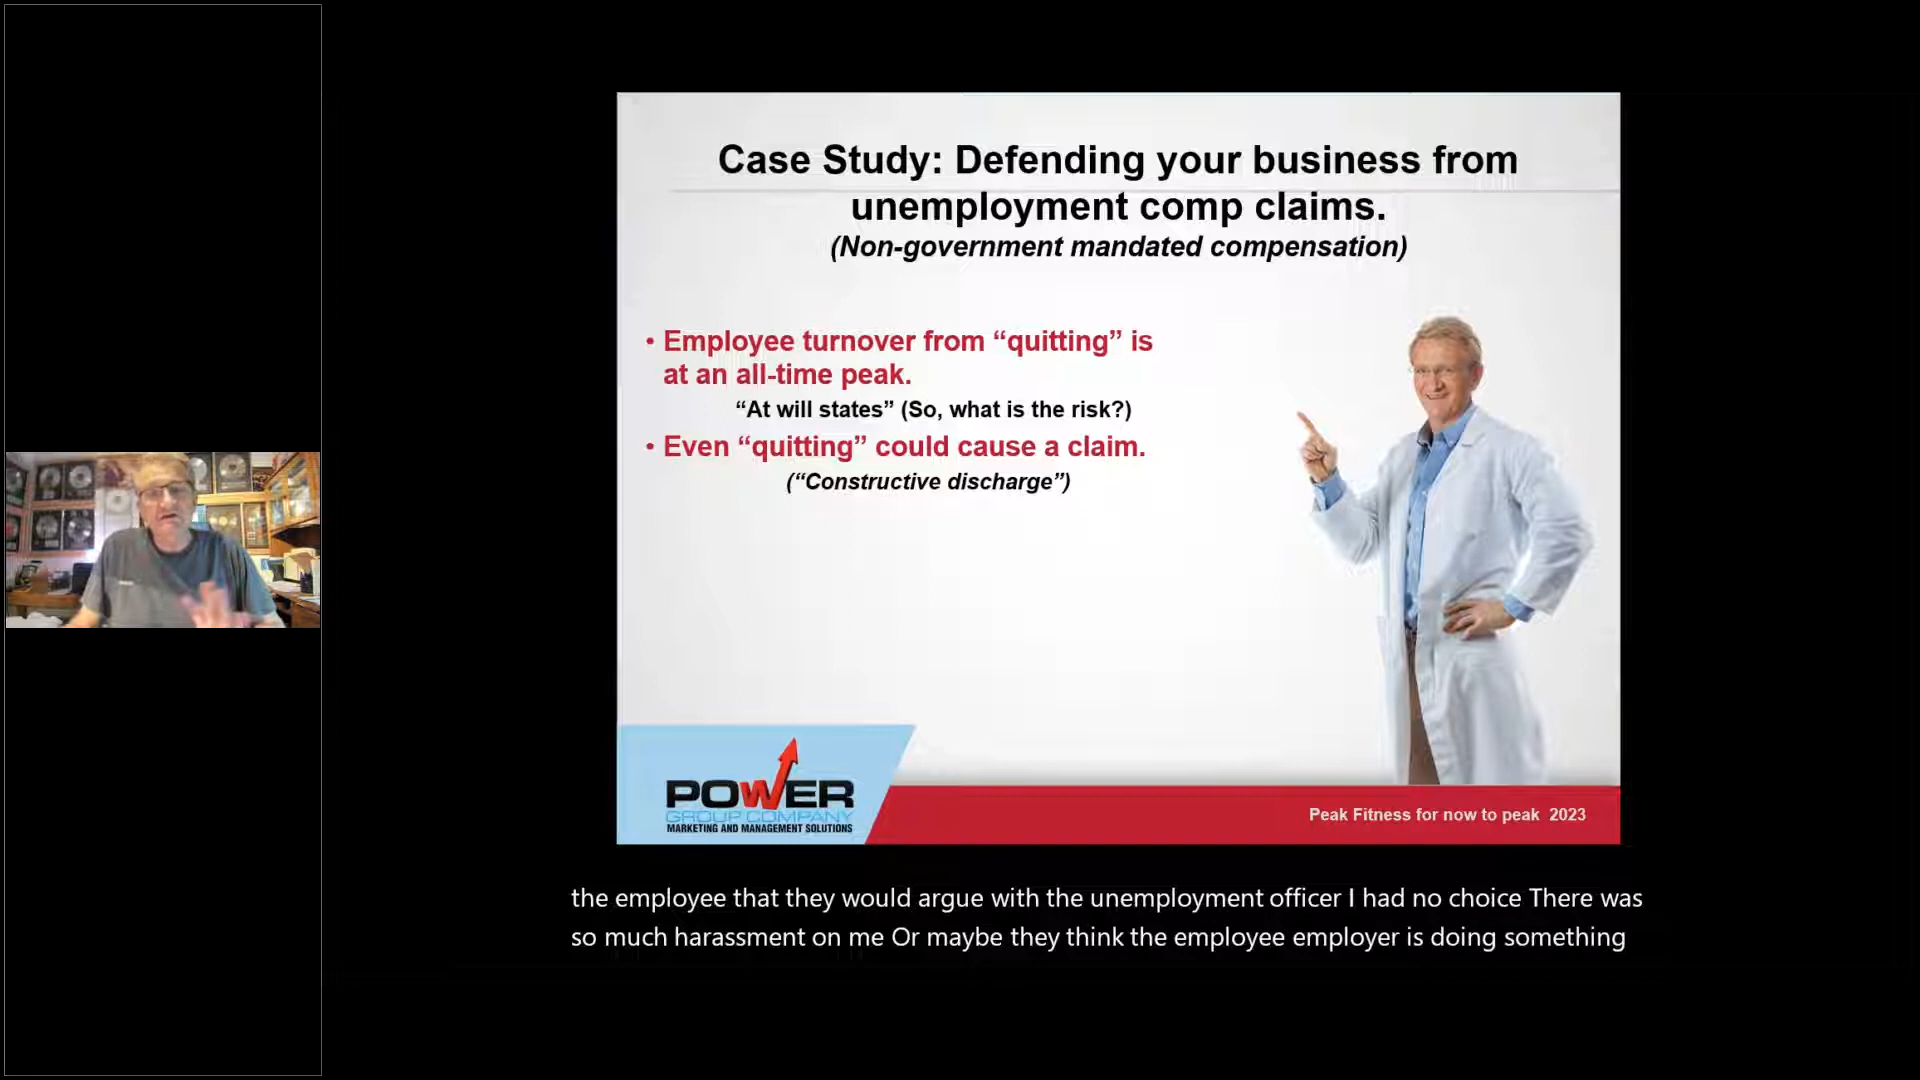 Case Study: Defending your business from
unemployment comp claims.
(Non-government mandated compensation)
• Employee turnover from “quitting” is
at an all-time peak.
“At will states” (So, what is the risk?)
• Even “quitting” could cause a claim.
(“Constructive discharge”)
POWER
GROUP COMPANY
MARKETING AND MANAGEMENT SOLUTIONS
Peak Fitness for now to peak 2023
the employee that they would argue with the unemployment officer I had no choice There was
so much harassment on me Or maybe they think the employee employer is doing something